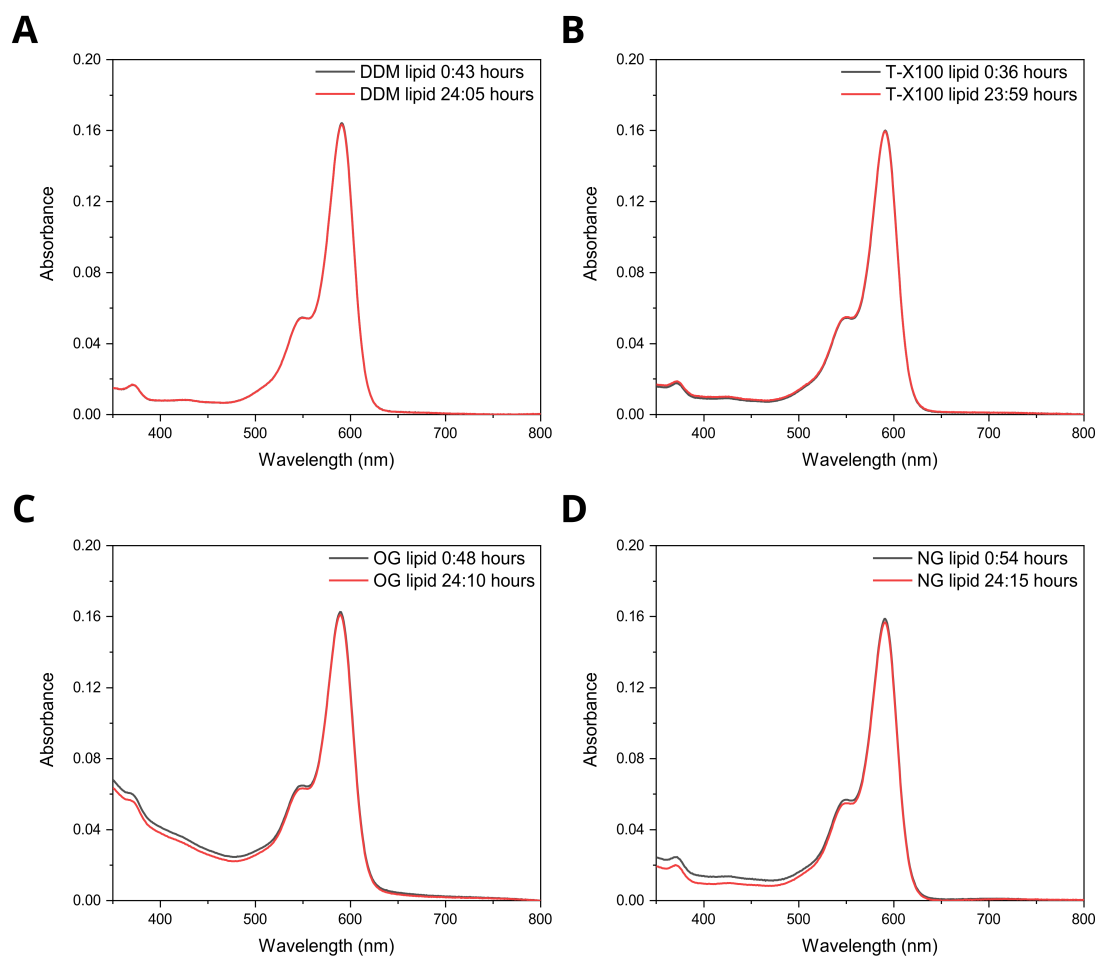 A
DDM lipid 0:43 hours
DDM lipid 24:05 hours
0.20
0.16
0.12
0.08
0.04
0.00
Absorbance
400
500
600
700
800
Wavelength (nm)
B
T-X100 lipid 0:36 hours
T-X100 lipid 23:59 hours
0.20
0.16
0.12
0.08
0.04
0.00
Absorbance
400
500
600
700
800
Wavelength (nm)
C
OG lipid 0:48 hours
OG lipid 24:10 hours
0.20
0.16
0.12
0.08
0.04
0.00
Absorbance
400
500
600
700
800
Wavelength (nm)
D
NG lipid 0:54 hours
NG lipid 24:15 hours
0.20
0.16
0.12
0.08
0.04
0.00
Absorbance
400
500
600
700
800
Wavelength (nm)